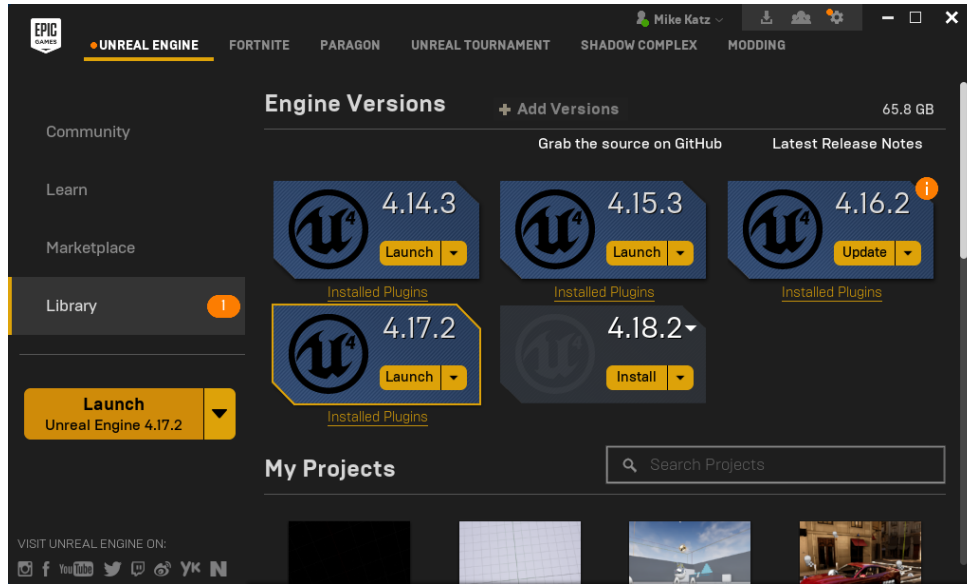 EPIC GAMES
Mike Katz
UNREAL ENGINE FORTNITE PARAGON UNREAL TOURNAMENT SHADOW COMPLEX MODDING
Engine Versions + Add Versions 65.8 GB
Community
Grab the source on GitHub Latest Release Notes
Learn
4.14.3 4.15.3 4.16.2
Launch Launch Update
Marketplace
Installed Plugins Installed Plugins Installed Plugins
Library 1
4.17.2 4.18.2
Launch Install
Launch
Unreal Engine 4.17.2
Installed Plugins
My Projects Search Projects
VISIT UNREAL ENGINE ON:
YouTube